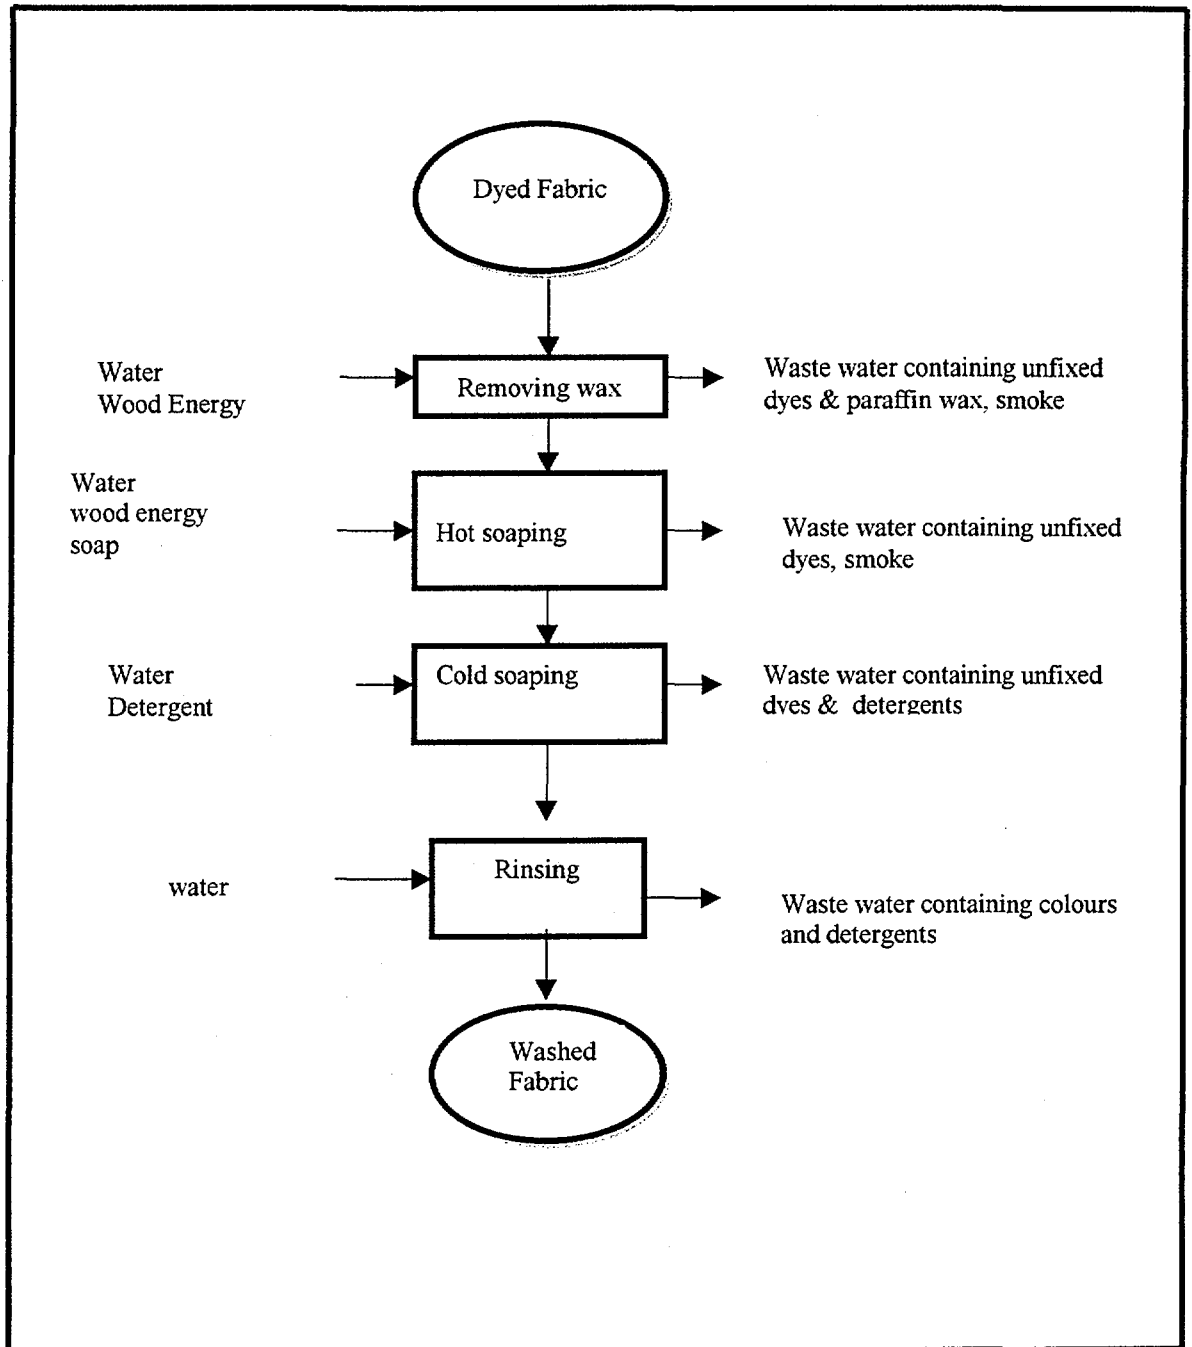 Dyed Fabric
Water
Wood Energy
Removing wax
Waste water containing unfixed
dyes & paraffin wax, smoke
Water
wood energy
soap
Hot soaping
Waste water containing unfixed
dyes, smoke
Water
Detergent
Cold soaping
Waste water containing unfixed
dyes & detergents
water
Rinsing
Waste water containing colours
and detergents
Washed
Fabric